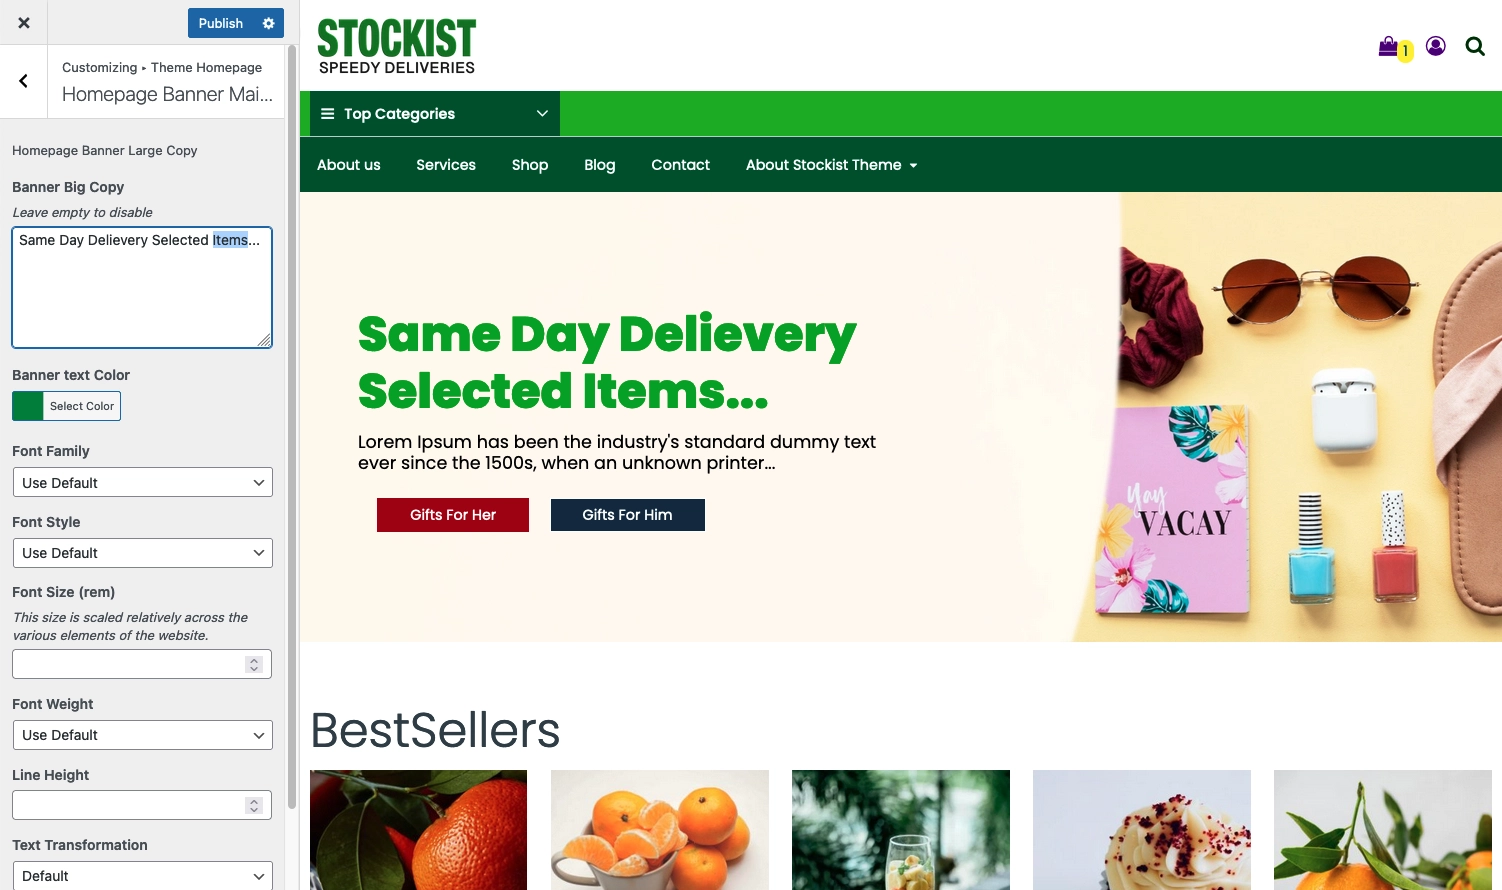 Publish
Customizing ▸ Theme Homepage
Homepage Banner Mai...
Homepage Banner Large Copy
Banner Big Copy
Leave empty to disable
Same Day Delievery Selected Items...
Banner text Color
Select Color
Font Family
Use Default
Font Style
Use Default
Font Size (rem)
This size is scaled relatively across the
various elements of the website.
Font Weight
Use Default
Line Height
Text Transformation
Default
STOCKIST
SPEEDY DELIVERIES
1
Top Categories
About us Services Shop Blog Contact About Stockist Theme
Same Day Delievery
Selected Items...
Lorem Ipsum has been the industry's standard dummy text
ever since the 1500s, when an unknown printer...
Gifts For Her Gifts For Him
yay
VACAY
BestSellers